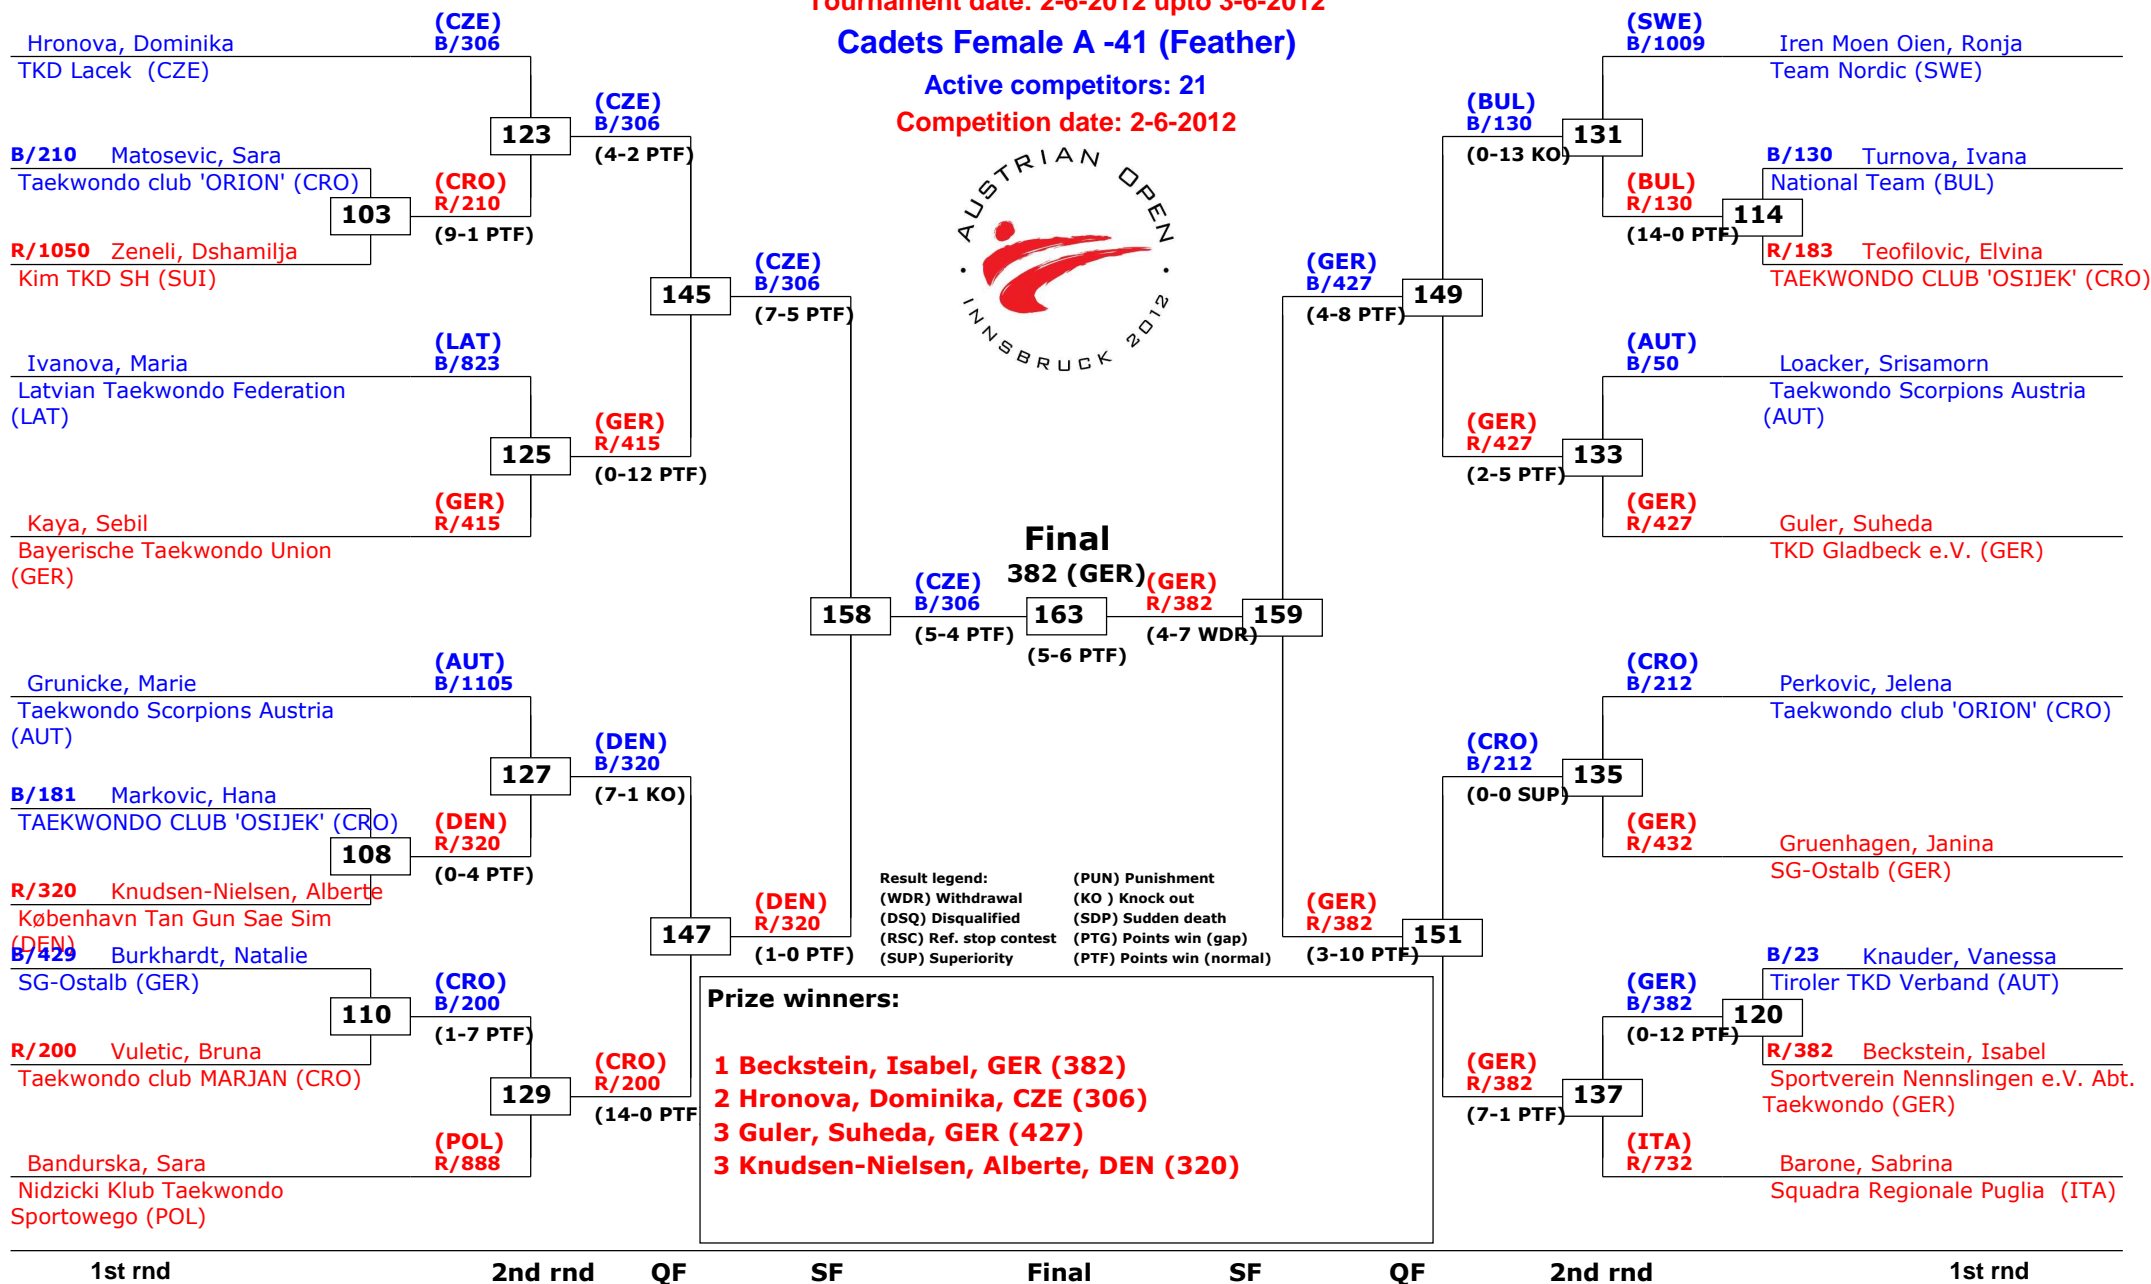 Tournament date: 2-6-2012 upto 3-6-2012
Cadets Female A -41 (Feather)
Active competitors: 21
Competition date: 2-6-2012
AUSTRIAN OPEN
· INNSBRUCK 2012 ·
(CZE)
B/306
Hronova, Dominika
TKD Lacek (CZE)
123
(CZE)
B/306
(4-2 PTF)
B/210 Matosevic, Sara
Taekwondo club 'ORION' (CRO)
103
(CRO)
R/210
(9-1 PTF)
R/1050 Zeneli, Dshamilja
Kim TKD SH (SUI)
145
(CZE)
B/306
(7-5 PTF)
(LAT)
B/823
Ivanova, Maria
Latvian Taekwondo Federation
(LAT)
125
(GER)
R/415
(0-12 PTF)
(GER)
R/415
Kaya, Sebil
Bayerische Taekwondo Union
(GER)
158
(CZE)
B/306
(5-4 PTF)
(AUT)
B/1105
Grunicke, Marie
Taekwondo Scorpions Austria
(AUT)
127
(DEN)
B/320
(7-1 KO)
B/181 Markovic, Hana
TAEKWONDO CLUB 'OSIJEK' (CRO)
108
(DEN)
R/320
(0-4 PTF)
R/320 Knudsen-Nielsen, Alberte
København Tan Gun Sae Sim
(DEN)
147
(DEN)
R/320
(1-0 PTF)
B/429 Burkhardt, Natalie
SG-Ostalb (GER)
110
(CRO)
B/200
(1-7 PTF)
R/200 Vuletic, Bruna
Taekwondo club MARJAN (CRO)
129
(CRO)
R/200
(14-0 PTF
(POL)
R/888
Bandurska, Sara
Nidzicki Klub Taekwondo
Sportowego (POL)
Final
382 (GER)
163
(5-6 PTF)
(GER)
R/382
(4-7 WDR)
159
(SWE)
B/1009
Iren Moen Oien, Ronja
Team Nordic (SWE)
(BUL)
B/130
(0-13 KO)
131
B/130 Turnova, Ivana
National Team (BUL)
(BUL)
R/130
(14-0 PTF)
114
R/183 Teofilovic, Elvina
TAEKWONDO CLUB 'OSIJEK' (CRO)
(GER)
B/427
(4-8 PTF)
149
(AUT)
B/50
Loacker, Srisamorn
Taekwondo Scorpions Austria
(AUT)
(GER)
R/427
(2-5 PTF)
133
(GER)
R/427
Guler, Suheda
TKD Gladbeck e.V. (GER)
(CRO)
B/212
Perkovic, Jelena
Taekwondo club 'ORION' (CRO)
(CRO)
B/212
(0-0 SUP)
135
(GER)
R/432
Gruenhagen, Janina
SG-Ostalb (GER)
(GER)
R/382
(3-10 PTF)
151
B/23 Knauder, Vanessa
Tiroler TKD Verband (AUT)
(GER)
B/382
(0-12 PTF)
120
R/382 Beckstein, Isabel
Sportverein Nennslingen e.V. Abt.
Taekwondo (GER)
(GER)
R/382
(7-1 PTF)
137
(ITA)
R/732
Barone, Sabrina
Squadra Regionale Puglia (ITA)
Result legend: (PUN) Punishment
(WDR) Withdrawal (KO ) Knock out
(DSQ) Disqualified (SDP) Sudden death
(RSC) Ref. stop contest (PTG) Points win (gap)
(SUP) Superiority (PTF) Points win (normal)
Prize winners:
1 Beckstein, Isabel, GER (382)
2 Hronova, Dominika, CZE (306)
3 Guler, Suheda, GER (427)
3 Knudsen-Nielsen, Alberte, DEN (320)
1st rnd 2nd rnd QF SF Final SF QF 2nd rnd 1st rnd